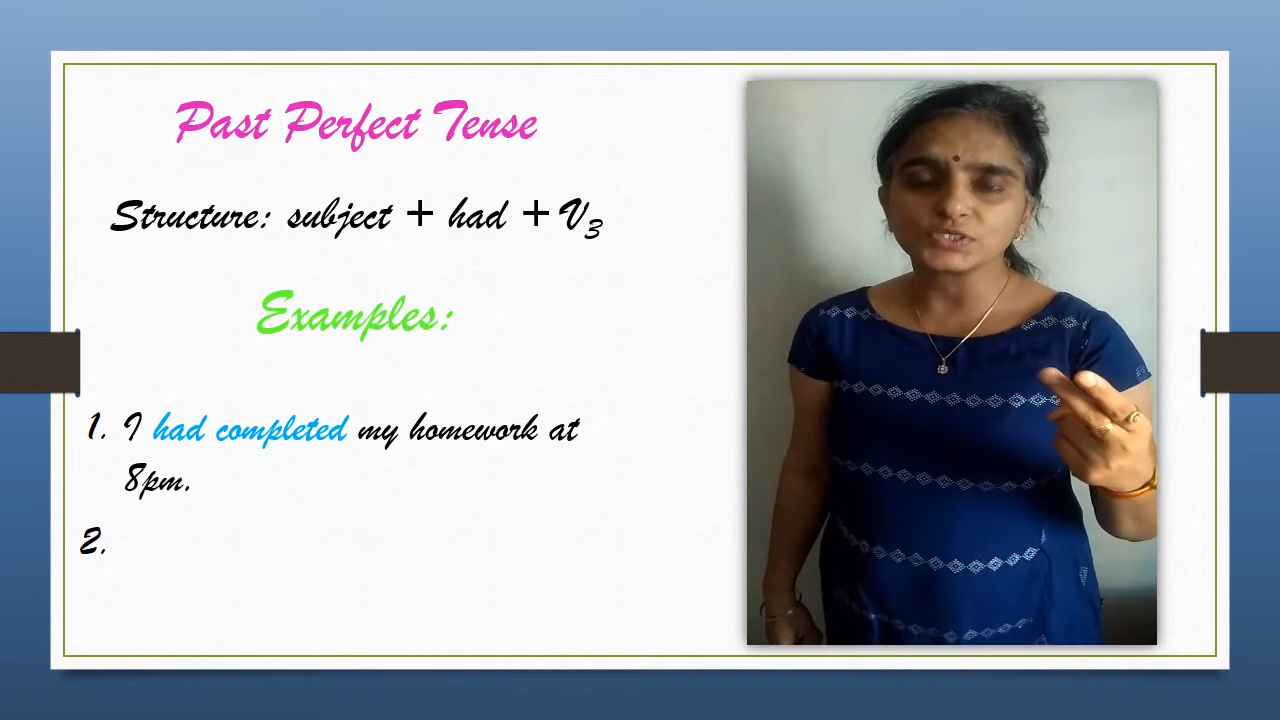 Past Perfect Tense
Structure: subject + had + V3
Examples:
1. I had completed my homework at
8pm.
2.